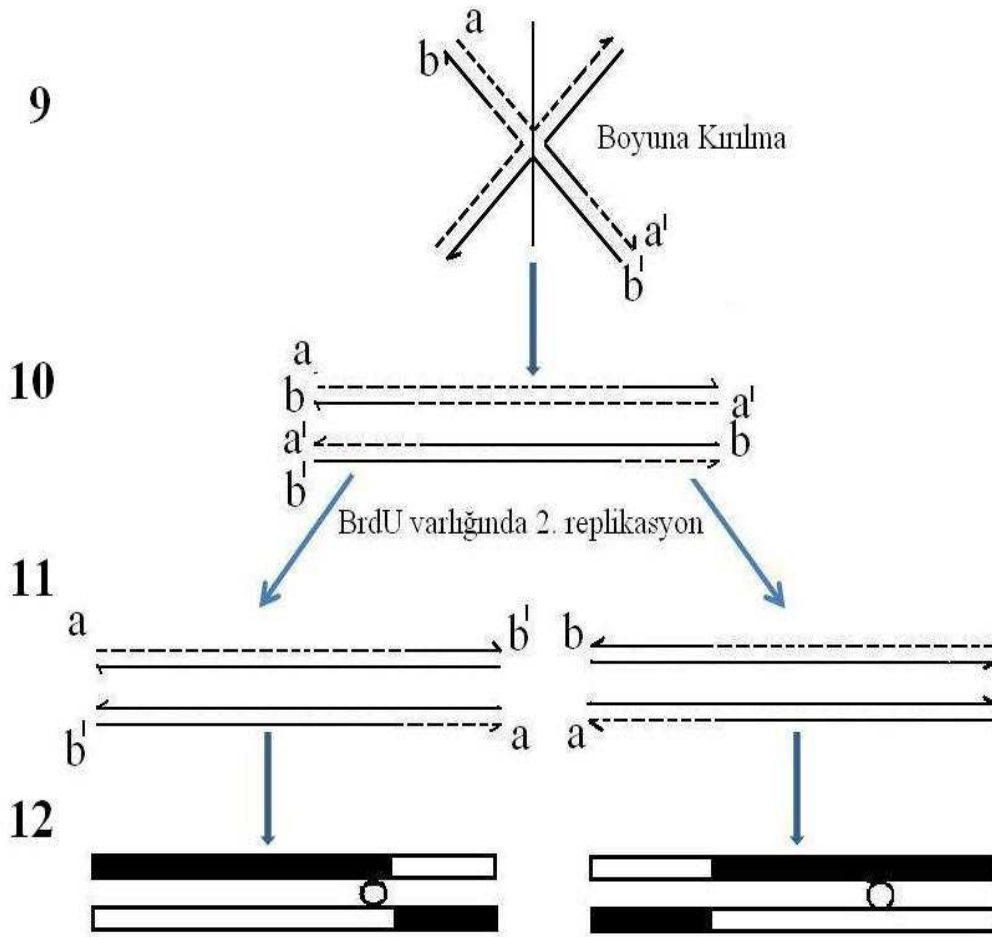 a
b
9
Boyuna Kırılma
a'
b'
10
a
b
a'
a'
b
b'
BrdU varlığında 2. replikasyon
11
a
b'
b
b'
a
a
12